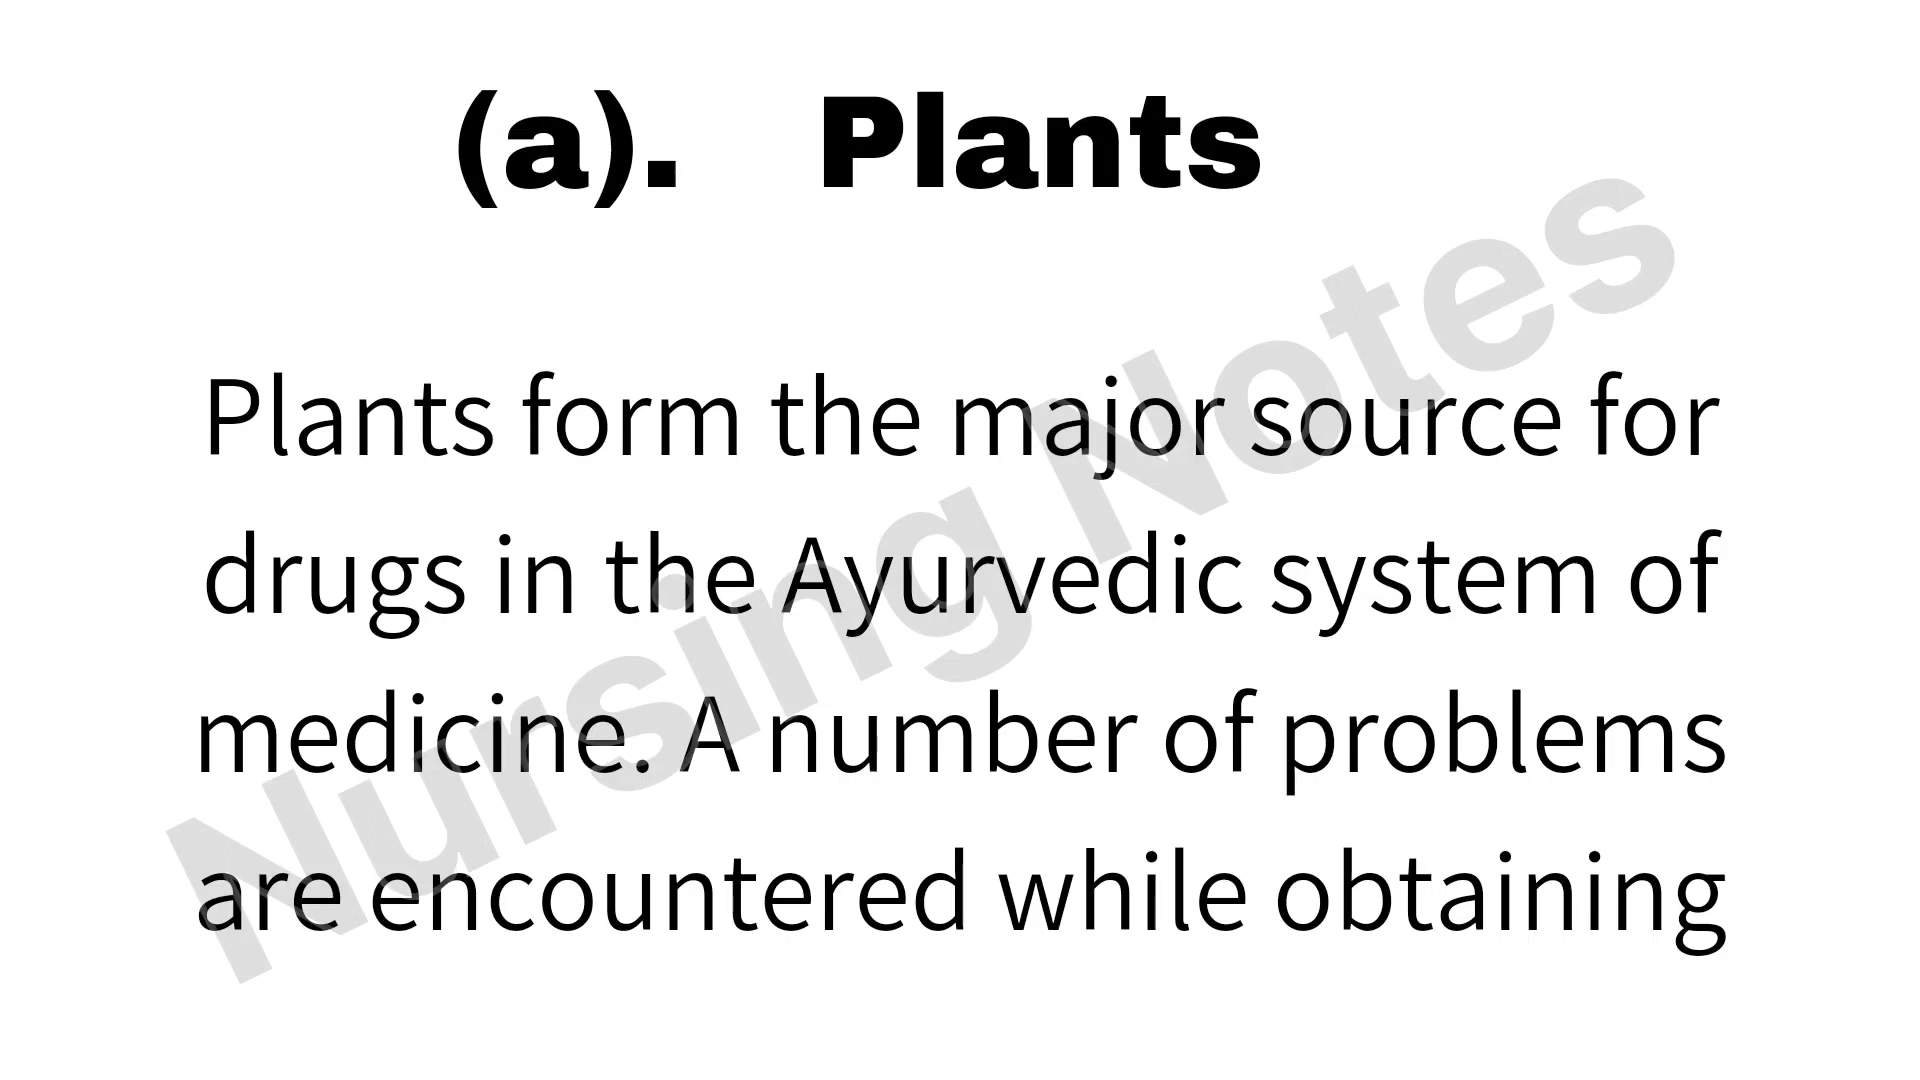 (a). Plants
Plants form the major source for
drugs in the Ayurvedic system of
medicine. A number of problems
are encountered while obtaining
Nursing Notes